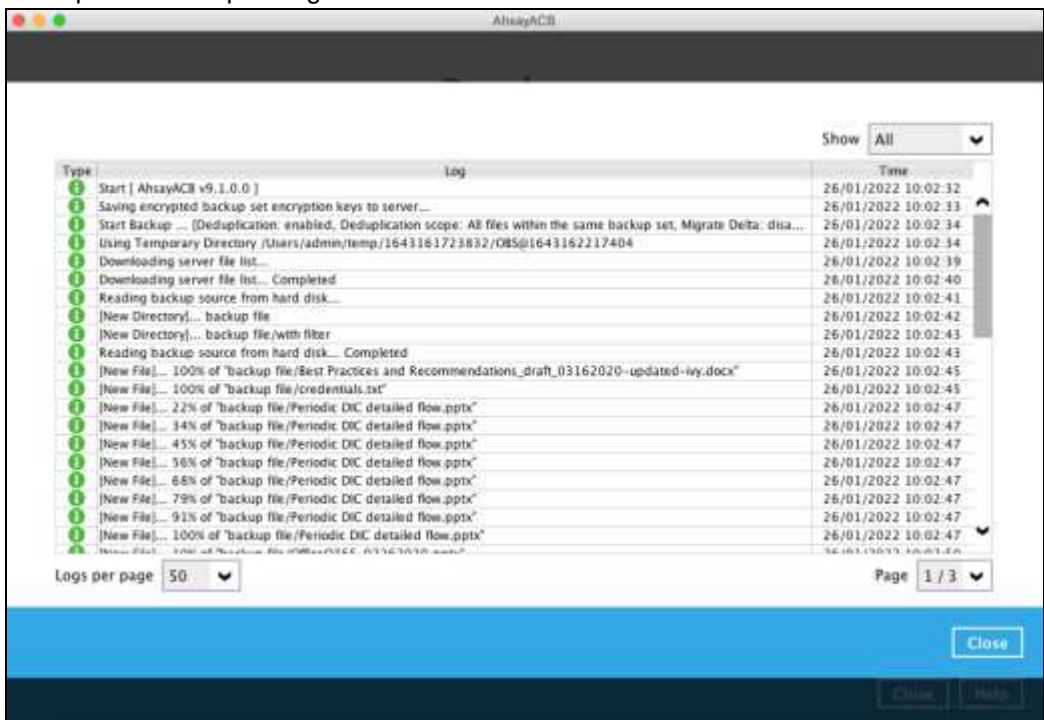 AhsayACB
Show All
Type Log Time
Start [ AhsayACB v9.1.0.0 ] 26/01/2022 10:02:32
Saving encrypted backup set encryption keys to server... 26/01/2022 10:02:33
Start Backup ... [Deduplication: enabled, Deduplication scope: All files within the same backup set, Migrate Delta: disa... 26/01/2022 10:02:34
Using Temporary Directory /Users/admin/temp/1643161723832/OBS@1643162217404 26/01/2022 10:02:34
Downloading server file list... 26/01/2022 10:02:39
Downloading server file list... Completed 26/01/2022 10:02:40
Reading backup source from hard disk... 26/01/2022 10:02:41
[New Directory]... backup file 26/01/2022 10:02:42
[New Directory]... backup file/with filter 26/01/2022 10:02:43
Reading backup source from hard disk... Completed 26/01/2022 10:02:43
[New File]... 100% of "backup file/Best Practices and Recommendations_draft_03162020-updated-ivy.docx" 26/01/2022 10:02:45
[New File]... 100% of "backup file/credentials.txt" 26/01/2022 10:02:45
[New File]... 22% of "backup file/Periodic DIC detailed flow.pptx" 26/01/2022 10:02:47
[New File]... 34% of "backup file/Periodic DIC detailed flow.pptx" 26/01/2022 10:02:47
[New File]... 45% of "backup file/Periodic DIC detailed flow.pptx" 26/01/2022 10:02:47
[New File]... 56% of "backup file/Periodic DIC detailed flow.pptx" 26/01/2022 10:02:47
[New File]... 68% of "backup file/Periodic DIC detailed flow.pptx" 26/01/2022 10:02:47
[New File]... 79% of "backup file/Periodic DIC detailed flow.pptx" 26/01/2022 10:02:47
[New File]... 91% of "backup file/Periodic DIC detailed flow.pptx" 26/01/2022 10:02:47
[New File]... 100% of "backup file/Periodic DIC detailed flow.pptx" 26/01/2022 10:02:47
Logs per page 50 Page 1 / 3
Close
Close Help